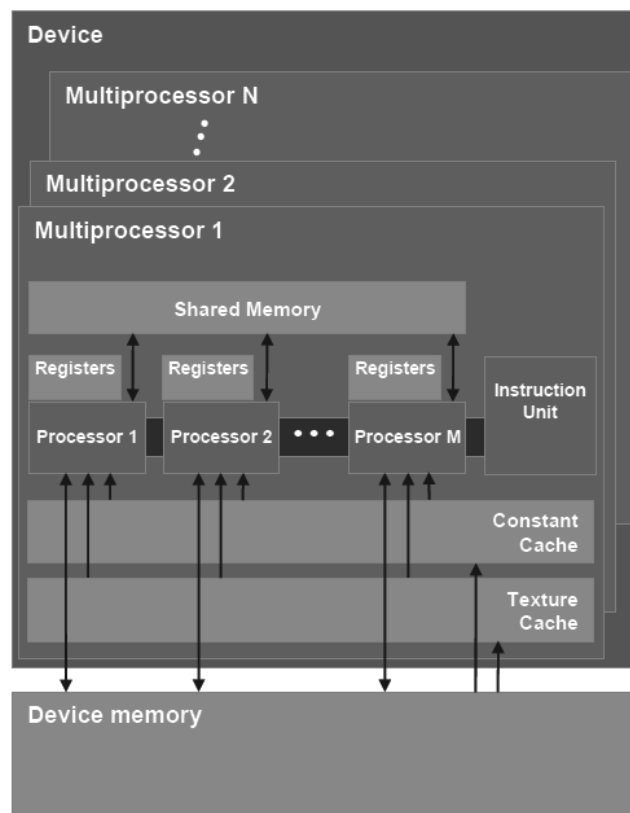 Device
Multiprocessor N
Multiprocessor 2
Multiprocessor 1
Shared Memory
Registers Registers Registers
Instruction
Unit
Processor 1 Processor 2 Processor M
Constant
Cache
Texture
Cache
Device memory